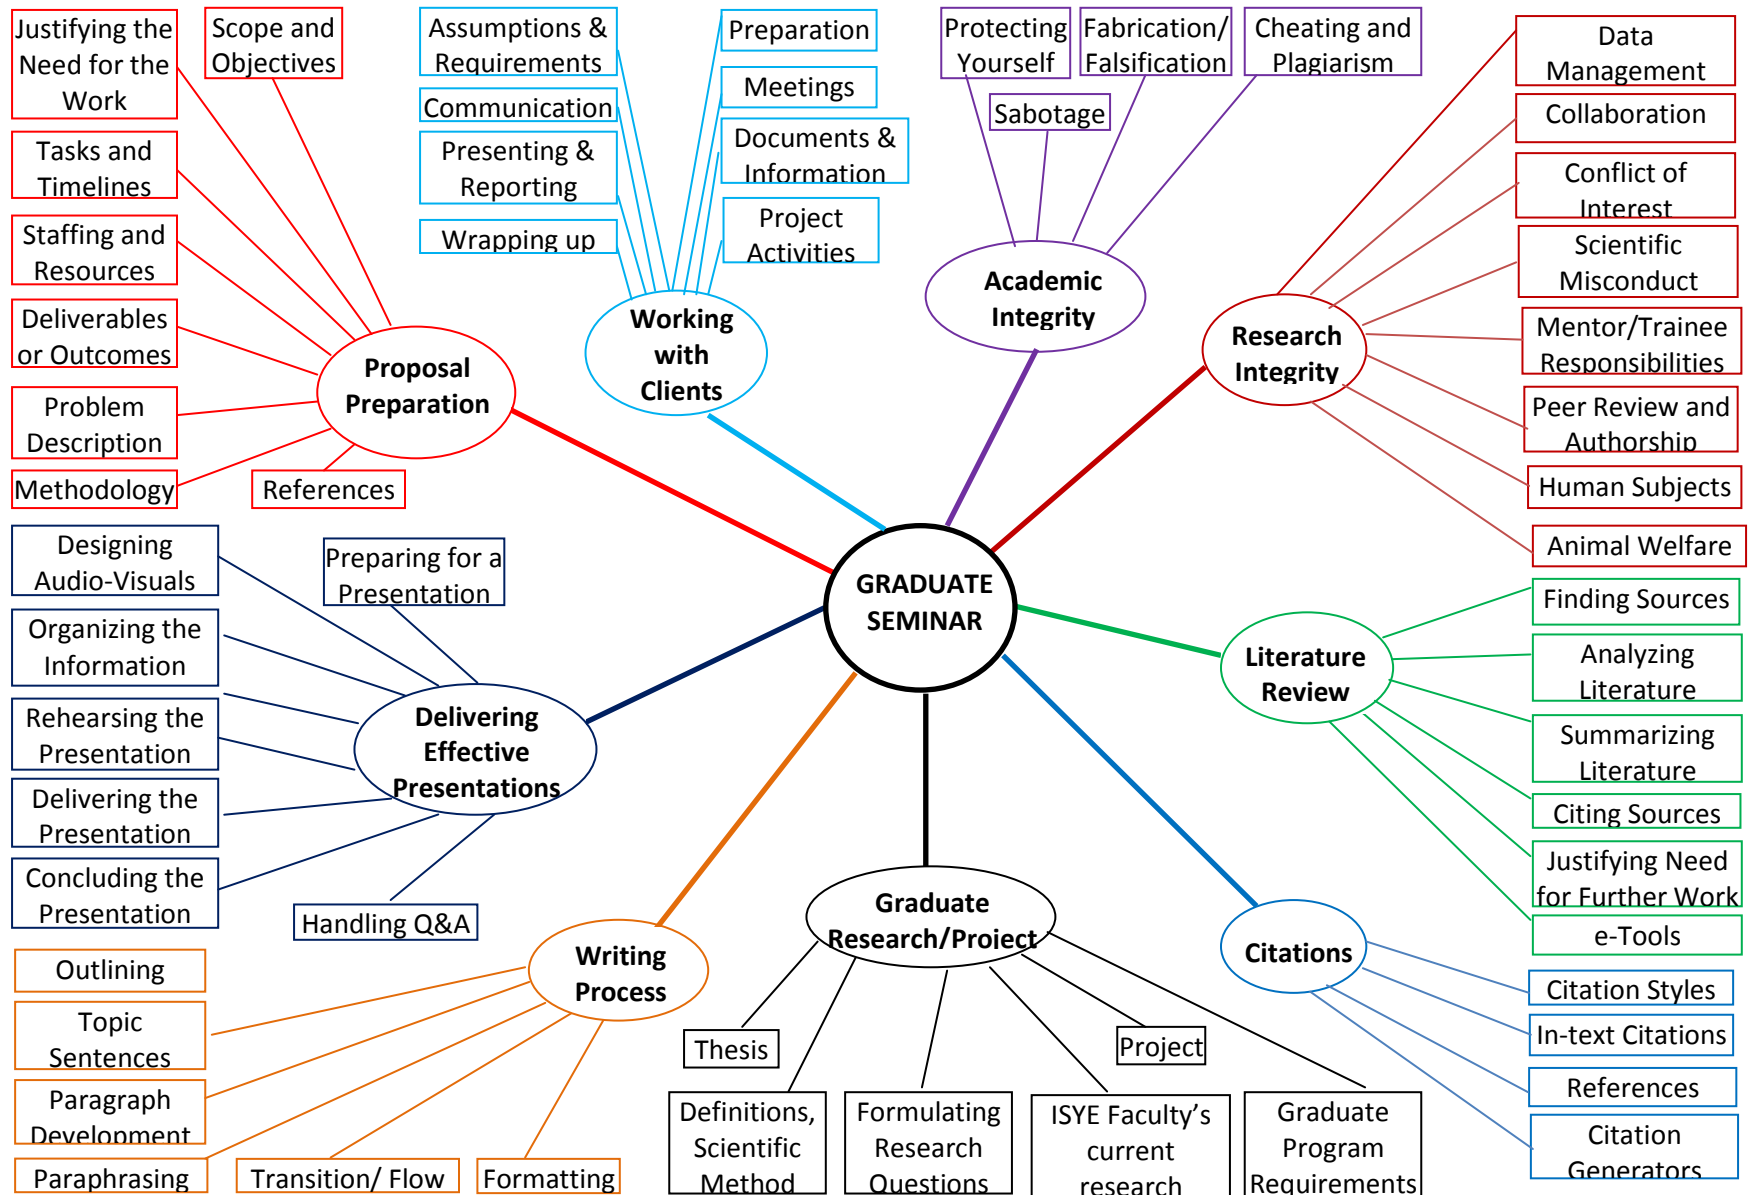 Justifying the
Need for the
Work
Scope and
Objectives
Tasks and
Timelines
Staffing and
Resources
Deliverables
or Outcomes
Problem
Description
Methodology
References
Proposal
Preparation
Assumptions &
Requirements
Communication
Presenting &
Reporting
Wrapping up
Preparation
Meetings
Documents &
Information
Project
Activities
Working
with
Clients
Protecting
Yourself
Fabrication/
Falsification
Cheating and
Plagiarism
Sabotage
Academic
Integrity
Data
Management
Collaboration
Conflict of
Interest
Scientific
Misconduct
Mentor/Trainee
Responsibilities
Peer Review and
Authorship
Human Subjects
Animal Welfare
Research
Integrity
GRADUATE
SEMINAR
Designing
Audio-Visuals
Preparing for a
Presentation
Organizing the
Information
Rehearsing the
Presentation
Delivering the
Presentation
Concluding the
Presentation
Handling Q&A
Delivering
Effective
Presentations
Finding Sources
Analyzing
Literature
Summarizing
Literature
Citing Sources
Justifying Need
for Further Work
e-Tools
Literature
Review
Writing
Process
Outlining
Topic
Sentences
Paragraph
Development
Paraphrasing
Transition/ Flow
Formatting
Graduate
Research/Project
Thesis
Project
Definitions,
Scientific
Method
Formulating
Research
Questions
ISYE Faculty’s
current
research
Graduate
Program
Requirements
Citations
Citation Styles
In-text Citations
References
Citation
Generators